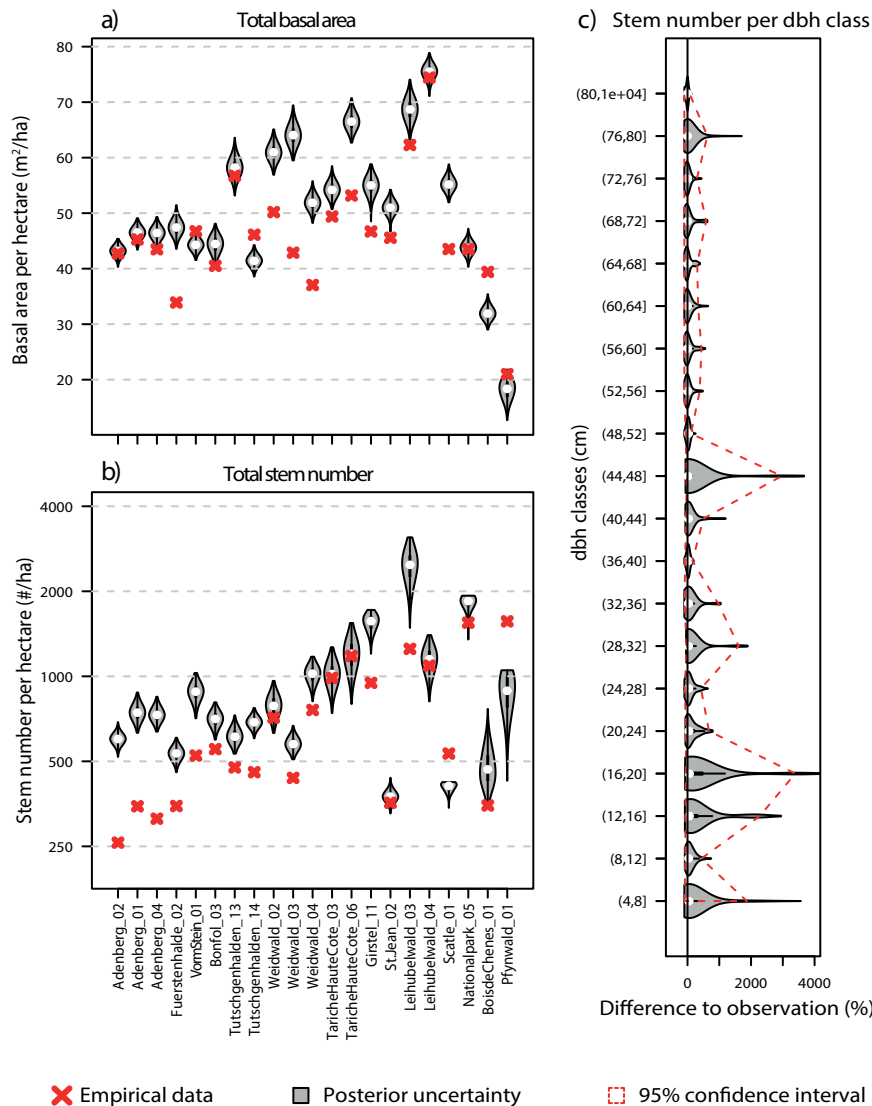 a) Total basal area
Basal area per hectare (m²/ha)
80
70
60
50
40
30
20
b) Total stem number
Stem number per hectare (#/ha)
4000
2000
1000
500
250
Adenberg_02
Adenberg_01
Adenberg_04
Fuerstenhalde_02
VormStein_01
Bonfol_03
Tutschgenhalden_13
Tutschgenhalden_14
Weidwald_02
Weidwald_03
Weidwald_04
TaricheHauteCote_03
TaricheHauteCote_06
Girstel_11
St.Jean_02
Leihubelwald_03
Leihubelwald_04
Scatle_01
Nationalpark_05
BoisdeChenes_01
Pfynwald_01
c) Stem number per dbh class
dbh classes (cm)
(80,1e+04]
(76,80]
(72,76]
(68,72]
(64,68]
(60,64]
(56,60]
(52,56]
(48,52]
(44,48]
(40,44]
(36,40]
(32,36]
(28,32]
(24,28]
(20,24]
(16,20]
(12,16]
(8,12]
(4,8]
0 2000 4000
Difference to observation (%)
Empirical data Posterior uncertainty 95% confidence interval